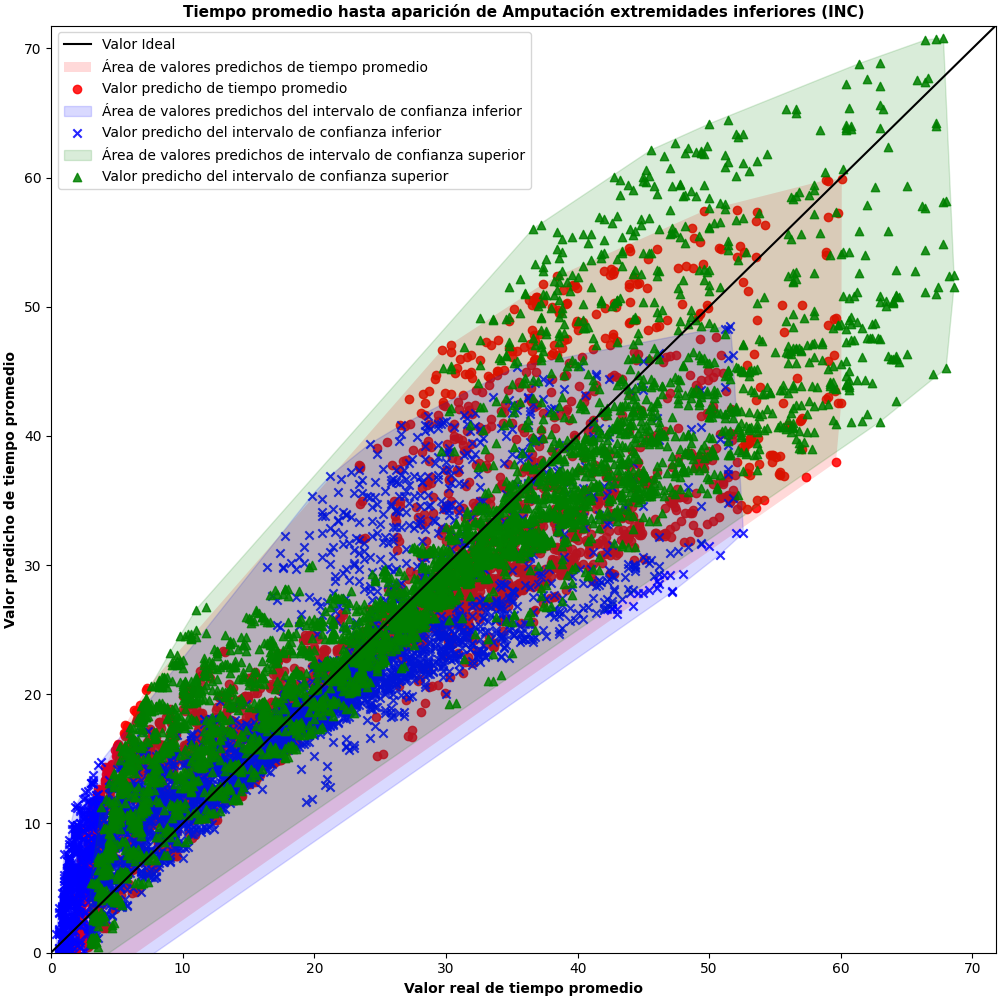 Tiempo promedio hasta aparición de Amputación extremidades inferiores (INC)
Valor Ideal
Área de valores predichos de tiempo promedio
Valor predicho de tiempo promedio
Área de valores predichos del intervalo de confianza inferior
Valor predicho del intervalo de confianza inferior
Área de valores predichos de intervalo de confianza superior
Valor predicho del intervalo de confianza superior
Valor predicho de tiempo promedio
70
60
50
40
30
20
10
0
0 10 20 30 40 50 60 70
Valor real de tiempo promedio